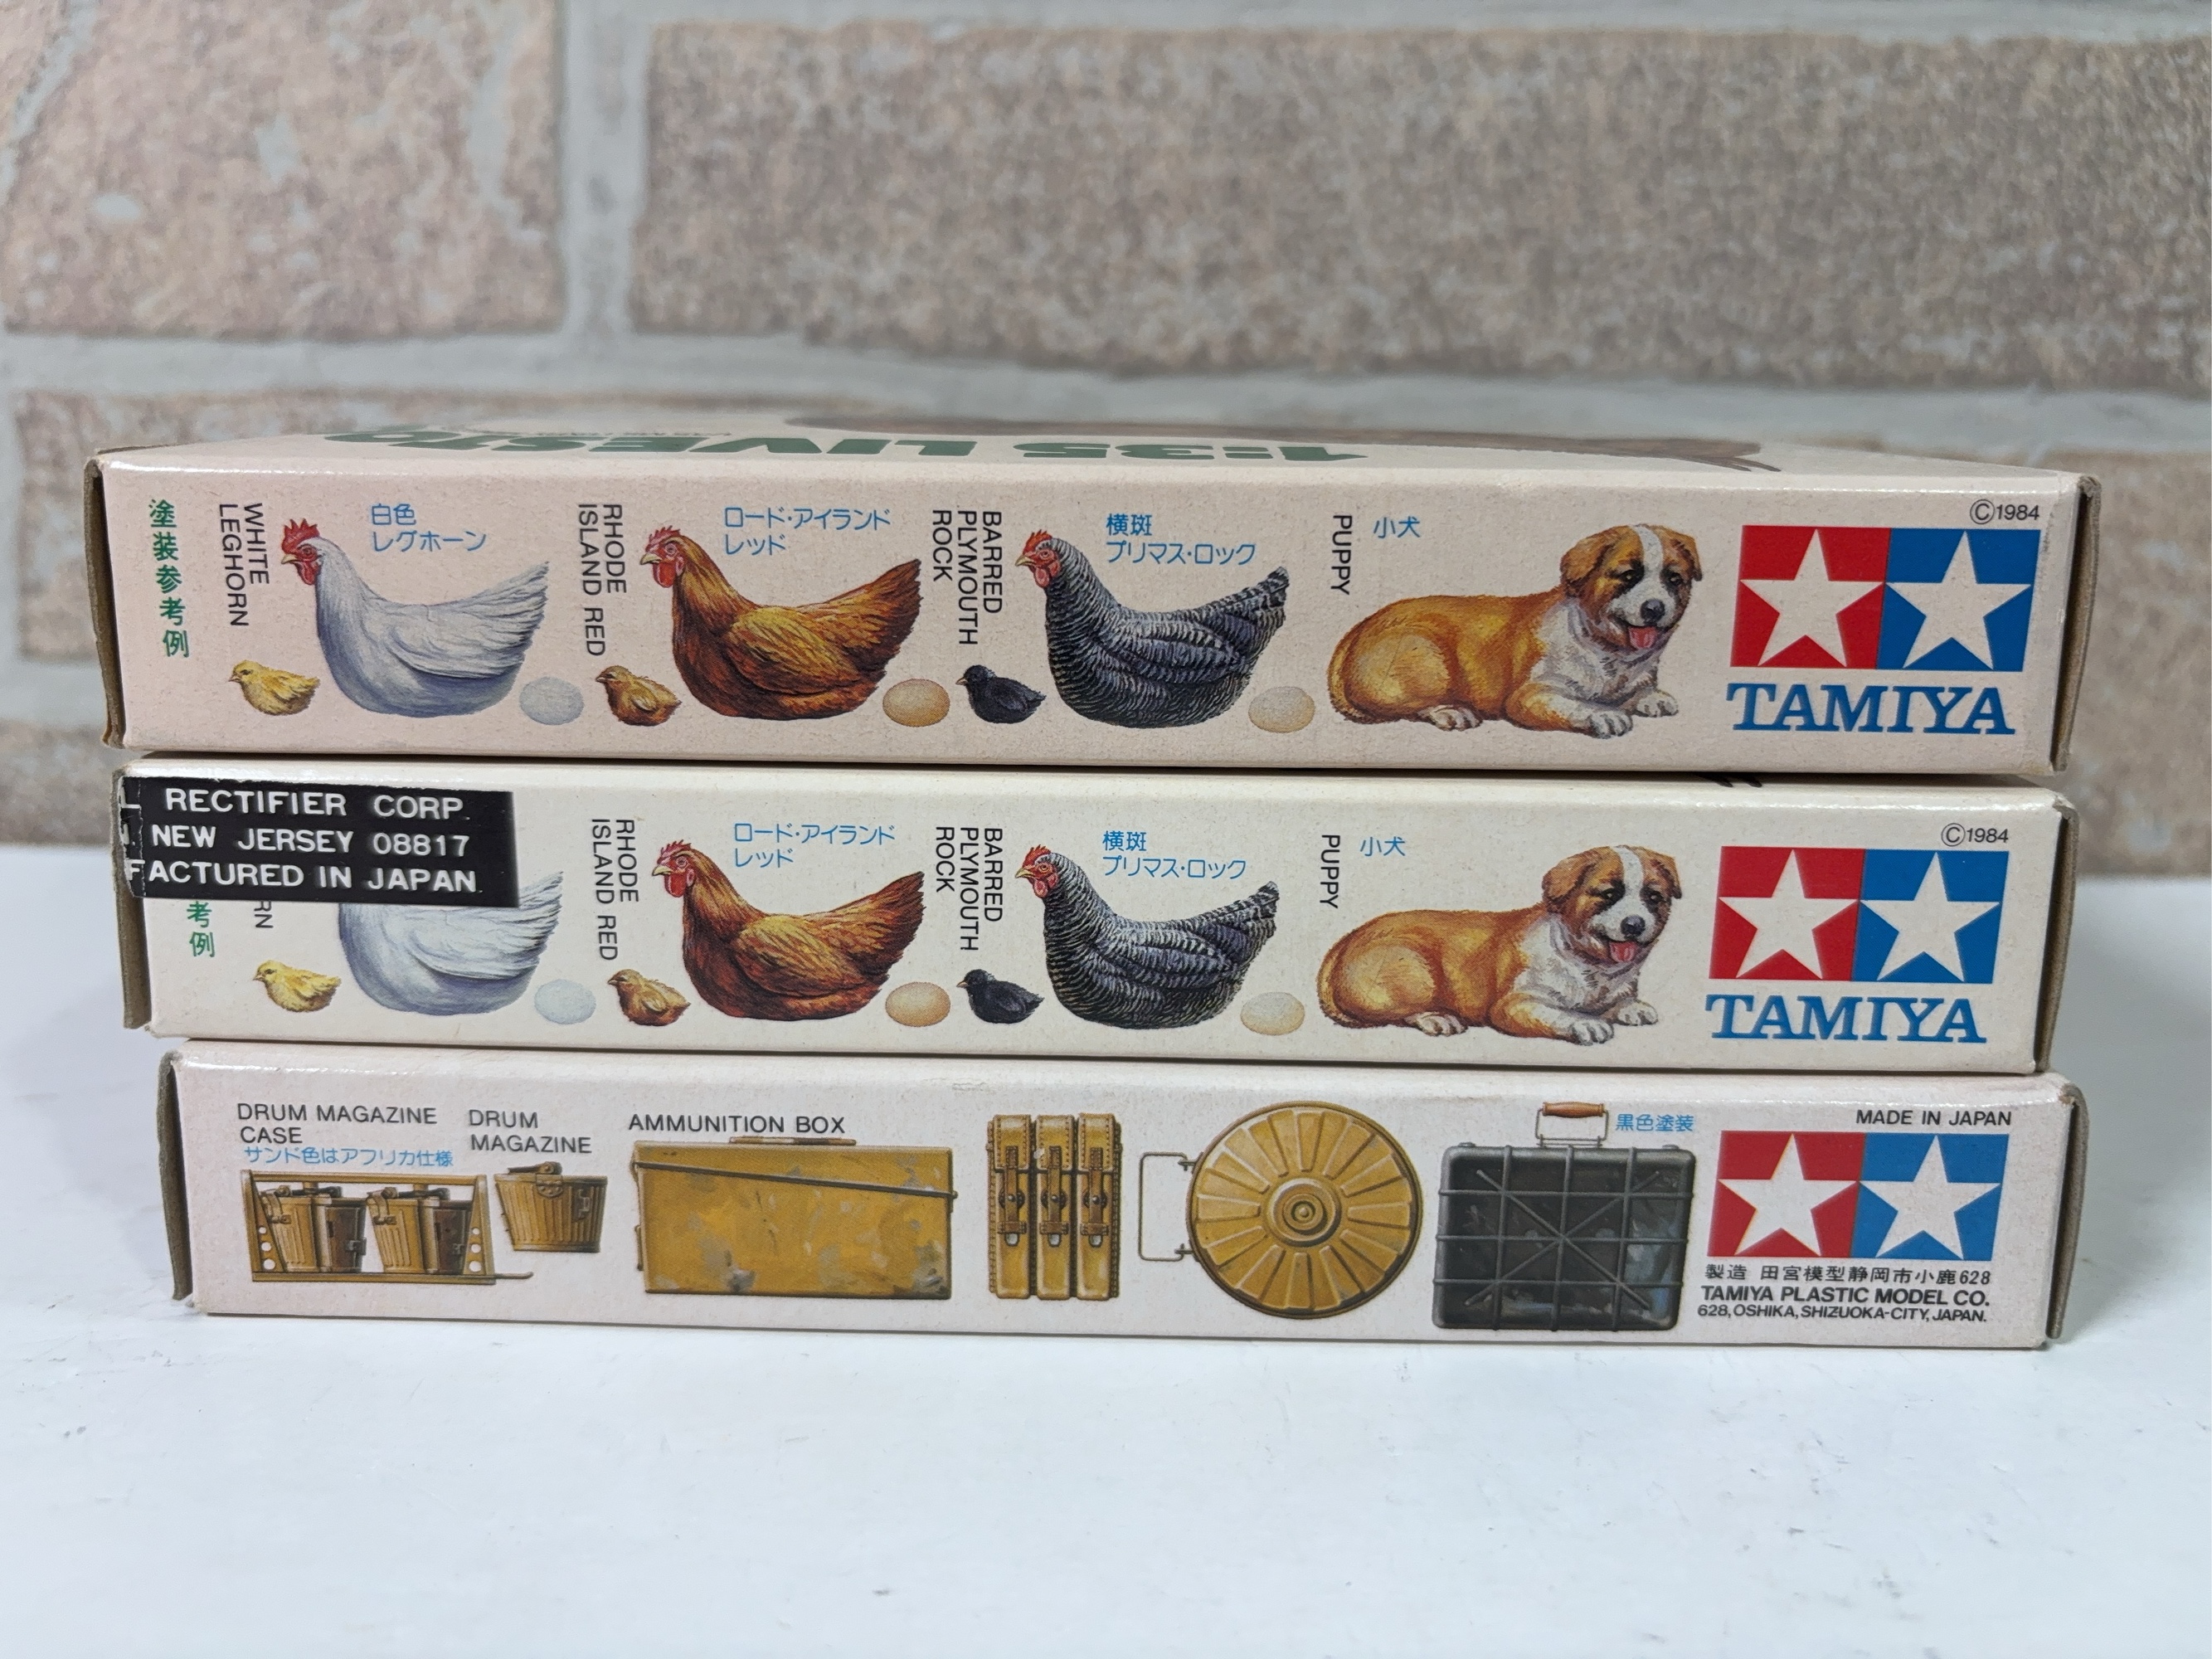 1:35 LIVESTO
塗装参考例
WHITE
LEGHORN
白色
レグホーン
RHODE
ISLAND RED
ロード・アイランド
レッド
BARRED
PLYMOUTH
ROCK
横斑
プリマス・ロック
PUPPY
小犬
©1984
TAMIYA
RECTIFIER CORP.
NEW JERSEY 08817
FACTURED IN JAPAN
考例
RN
RHODE
ISLAND RED
ロード・アイランド
レッド
BARRED
PLYMOUTH
ROCK
横斑
プリマス・ロック
PUPPY
小犬
©1984
TAMIYA
DRUM MAGAZINE
CASE
サンド色はアフリカ仕様
DRUM
MAGAZINE
AMMUNITION BOX
黒色塗装
MADE IN JAPAN
製造 田宮模型静岡市小鹿628
TAMIYA PLASTIC MODEL CO.
628, OSHIKA, SHIZUOKA-CITY, JAPAN.